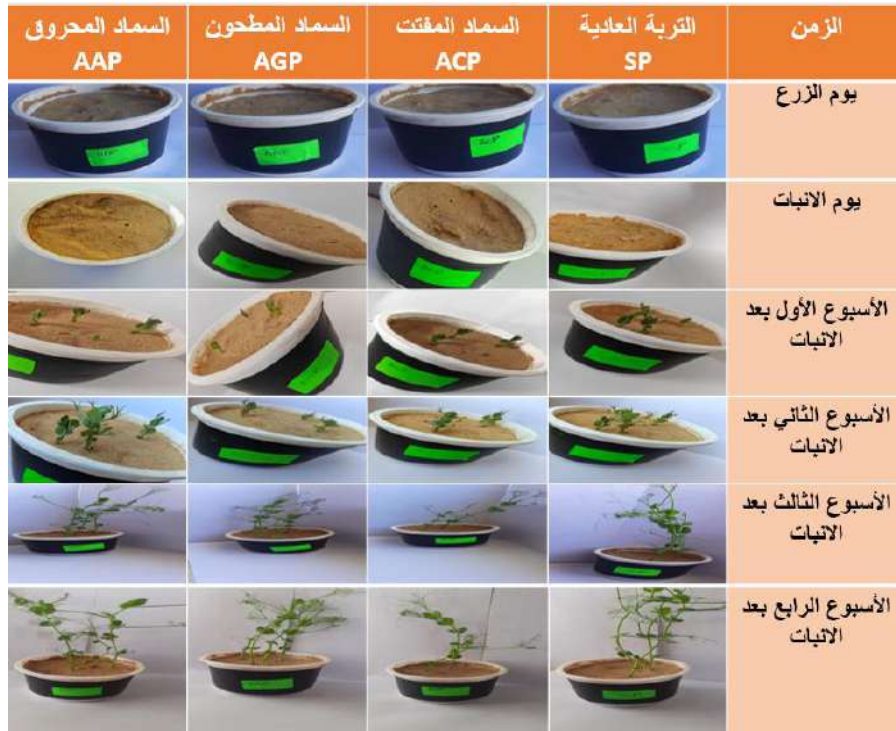 الزمن
التربة العادية
SP
السماد المفتت
ACP
السماد المطحون
AGP
السماد المحروق
AAP
يوم الزرع
يوم الانبات
الأسبوع الأول بعد
الانبات
الأسبوع الثاني بعد
الانبات
الأسبوع الثالث بعد
الانبات
الأسبوع الرابع بعد
الانبات